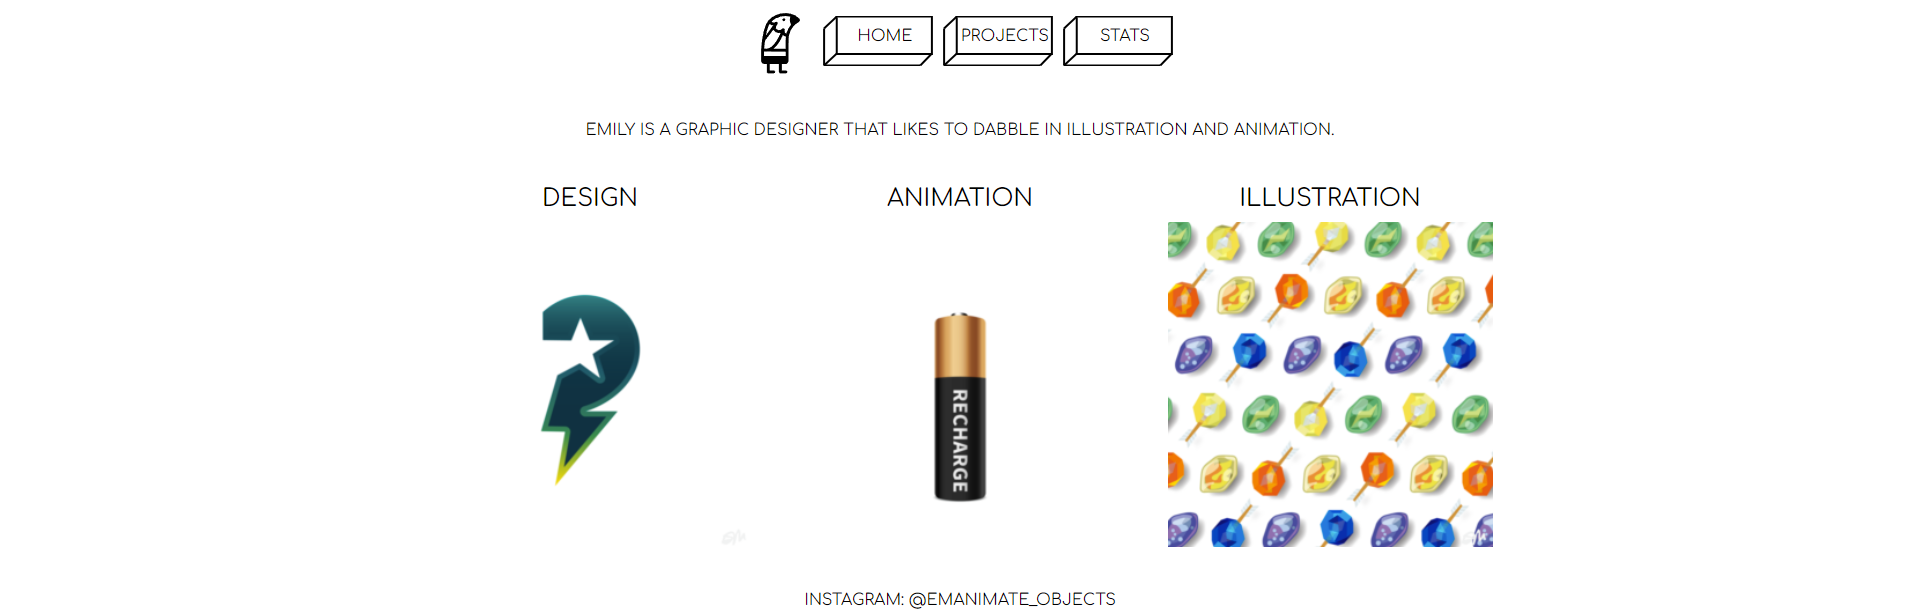 HOME
PROJECTS
STATS
EMILY IS A GRAPHIC DESIGNER THAT LIKES TO DABBLE IN ILLUSTRATION AND ANIMATION.
DESIGN
ANIMATION
ILLUSTRATION
RECHARGE
INSTAGRAM: @EMANIMATE_OBJECTS